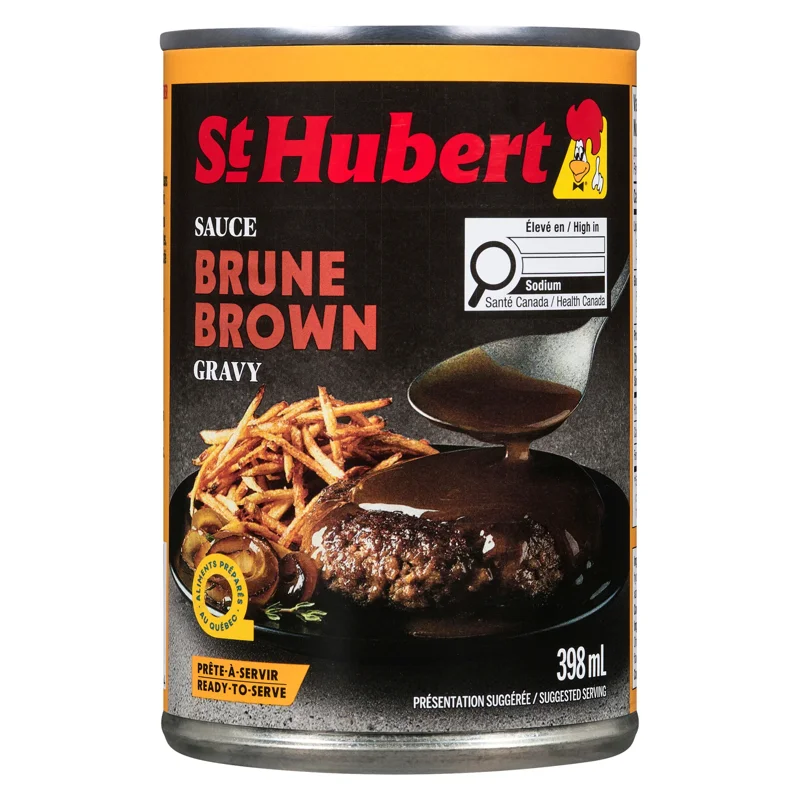 St Hubert
Élevé en / High in
Sodium
Santé Canada / Health Canada
SAUCE
BRUNE
BROWN
GRAVY
ALIMENTS PRÉPARÉS
AU QUÉBEC
PRÊTE-À-SERVIR
READY-TO-SERVE
398 mL
PRÉSENTATION SUGGÉRÉE / SUGGESTED SERVING